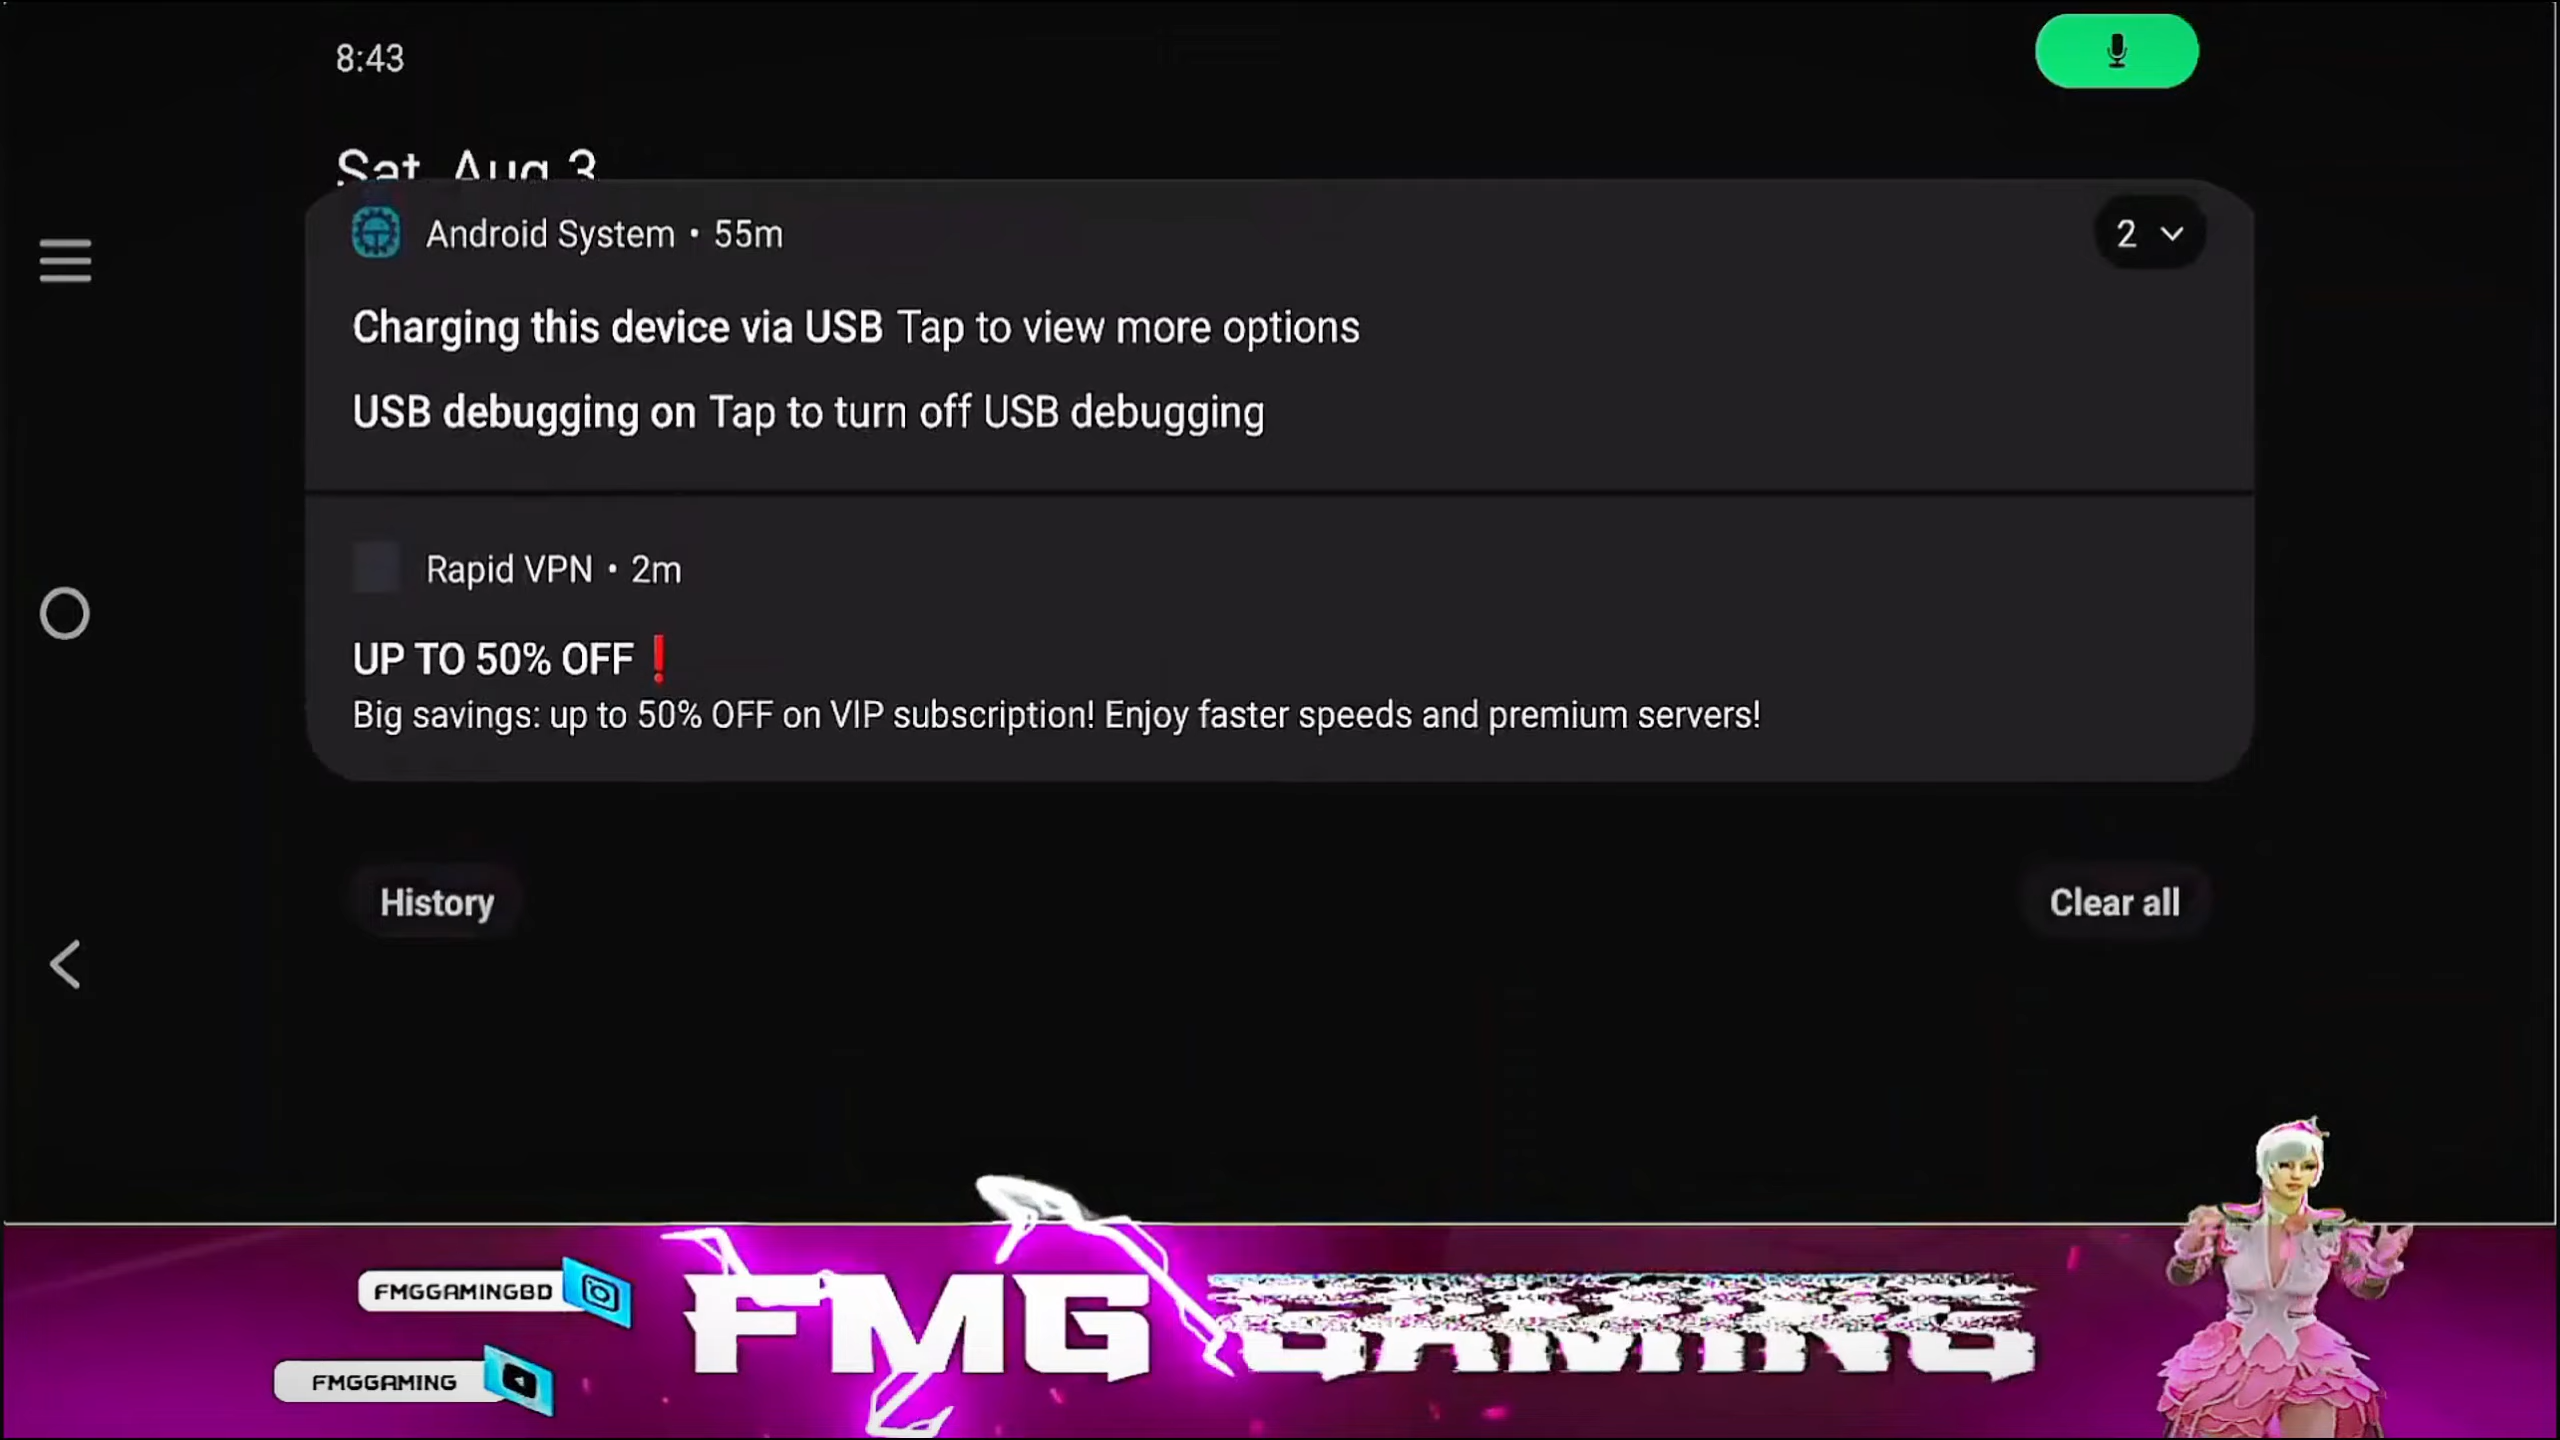 8:43
Sat, Aug 3
Android System • 55m
2
Charging this device via USB Tap to view more options
USB debugging on Tap to turn off USB debugging
Rapid VPN • 2m
UP TO 50% OFF❗
Big savings: up to 50% OFF on VIP subscription! Enjoy faster speeds and premium servers!
History
Clear all
FMGGAMINGBD
FMG GAMING
FMGGAMING